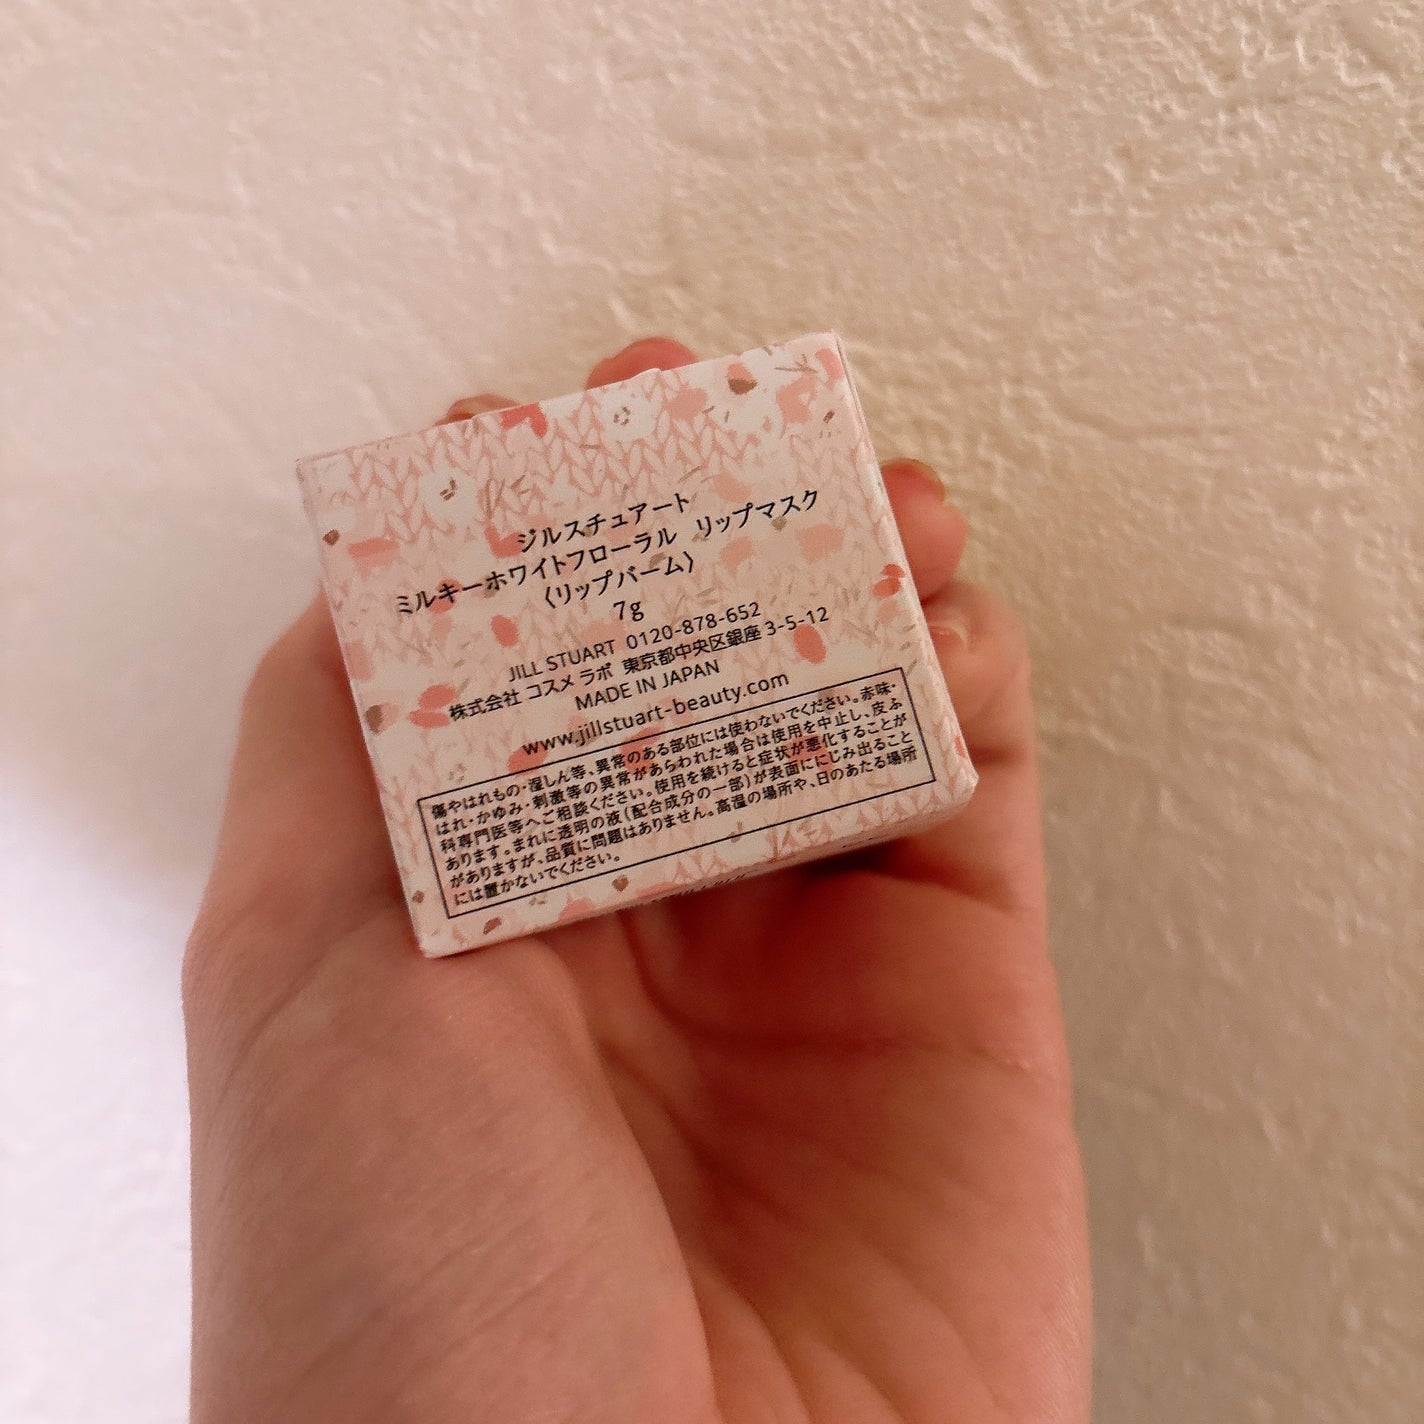 ジルスチュアート
ミルキーホワイトフローラル リップマスク
〈リップバーム〉
7g
JILL STUART 0120-878-652
株式会社 コスメ ラボ 東京都中央区銀座 3-5-12
MADE IN JAPAN
www.jillstuart-beauty.com
傷やはれもの・湿しん等、異常のある部位には使わないでください。赤味・
はれ・かゆみ・刺激等の異常があらわれた場合は使用を中止し、皮ふ
科専門医等へご相談ください。使用を続けると症状が悪化することが
あります。まれに透明の液（配合成分の一部）が表面ににじみ出ること
がありますが、品質に問題はありません。高温の場所や、日のあたる場所
には置かないでください。